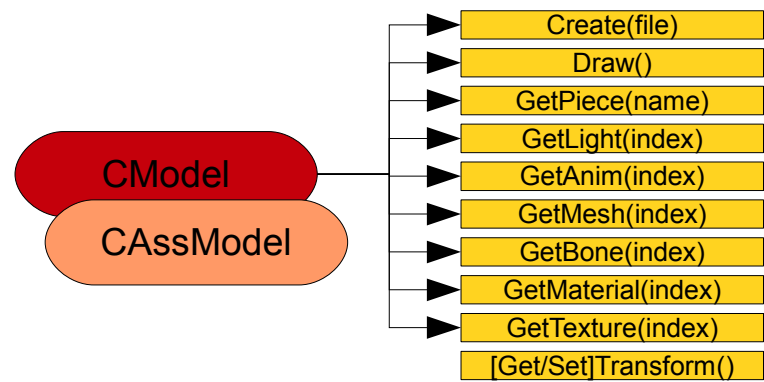 CModel
CAssModel
Create(file)
Draw()
GetPiece(name)
GetLight(index)
GetAnim(index)
GetMesh(index)
GetBone(index)
GetMaterial(index)
GetTexture(index)
[Get/Set]Transform()